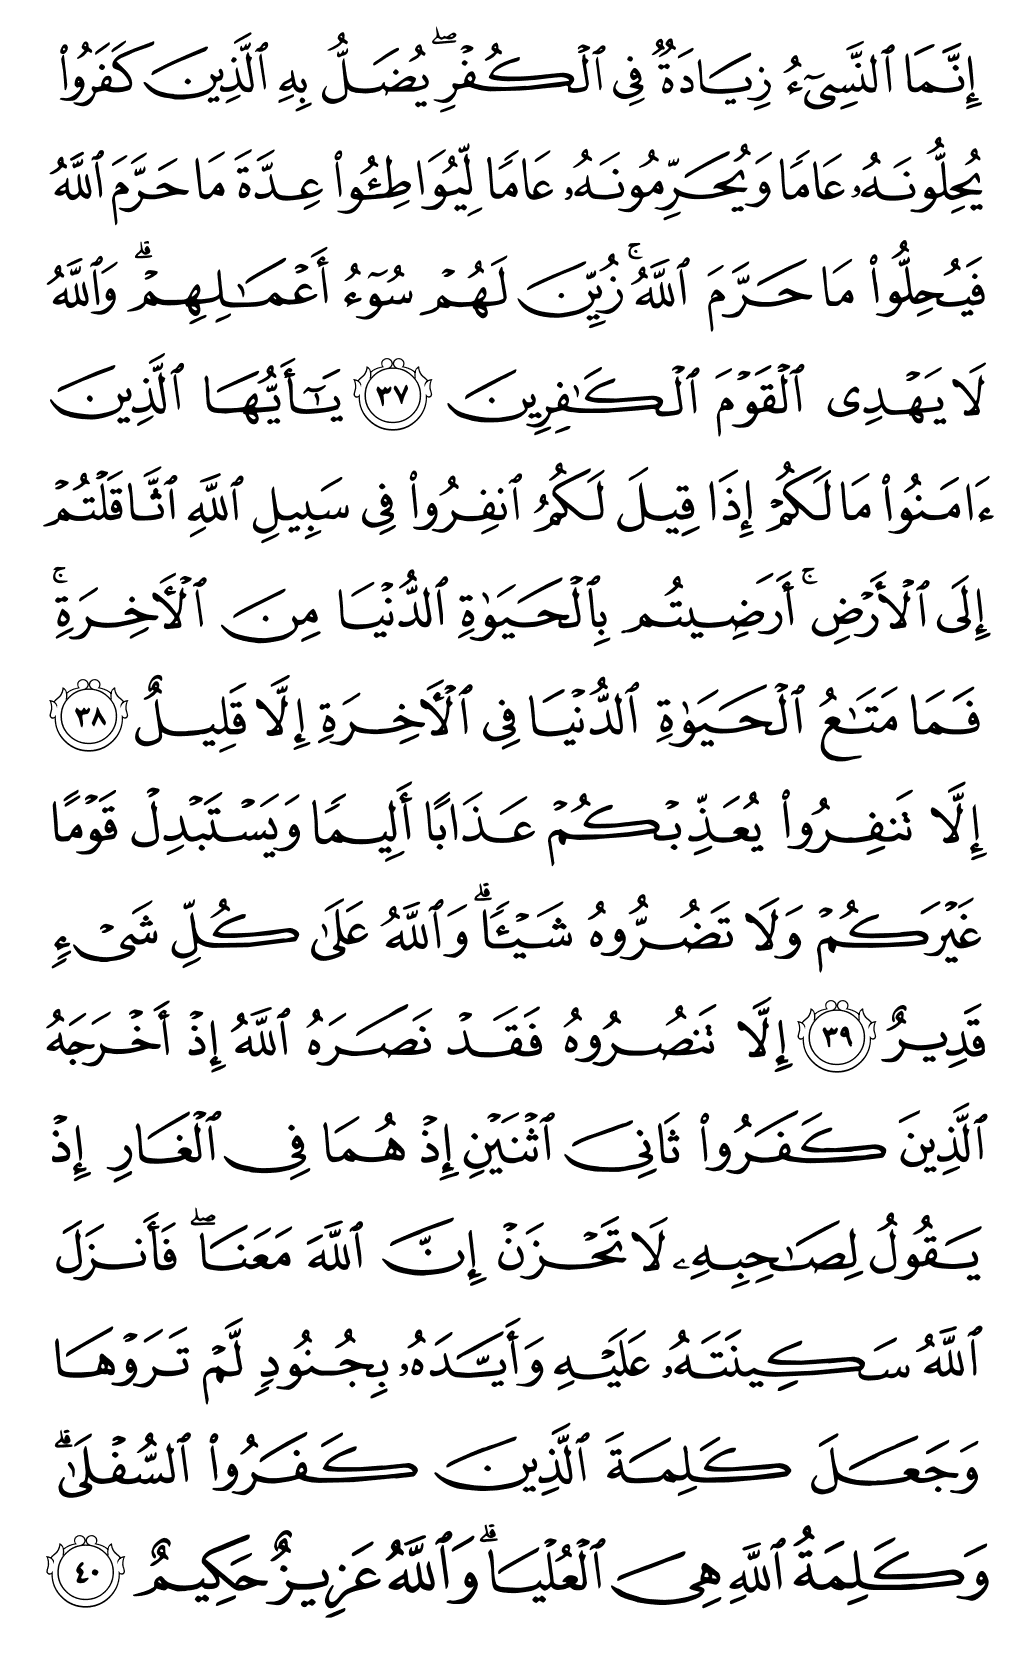 إِنَّمَا ٱلنَّسِىٓءُ زِيَادَةٌ فِى ٱلْكُفْرِ ۖ يُضَلُّ بِهِ ٱلَّذِينَ كَفَرُوا۟
يُحِلُّونَهُۥ عَامًا وَيُحَرِّمُونَهُۥ عَامًا لِّيُوَاطِـُٔوا۟ عِدَّةَ مَا حَرَّمَ ٱللَّهُ
فَيُحِلُّوا۟ مَا حَرَّمَ ٱللَّهُ ۚ زُيِّنَ لَهُمْ سُوٓءُ أَعْمَـٰلِهِمْ ۗ وَٱللَّهُ
لَا يَهْدِى ٱلْقَوْمَ ٱلْكَـٰفِرِينَ ٣٧ يَـٰٓأَيُّهَا ٱلَّذِينَ
ءَامَنُوا۟ مَا لَكُمْ إِذَا قِيلَ لَكُمُ ٱنفِرُوا۟ فِى سَبِيلِ ٱللَّهِ ٱثَّاقَلْتُمْ
إِلَى ٱلْأَرْضِ ۚ أَرَضِيتُم بِٱلْحَيَوٰةِ ٱلدُّنْيَا مِنَ ٱلْـَٔاخِرَةِ ۚ
فَمَا مَتَـٰعُ ٱلْحَيَوٰةِ ٱلدُّنْيَا فِى ٱلْـَٔاخِرَةِ إِلَّا قَلِيلٌ ٣٨
إِلَّا تَنفِرُوا۟ يُعَذِّبْكُمْ عَذَابًا أَلِيمًا وَيَسْتَبْدِلْ قَوْمًا
غَيْرَكُمْ وَلَا تَضُرُّوهُ شَيْـًٔا ۗ وَٱللَّهُ عَلَىٰ كُلِّ شَىْءٍ
قَدِيرٌ ٣٩ إِلَّا تَنصُرُوهُ فَقَدْ نَصَرَهُ ٱللَّهُ إِذْ أَخْرَجَهُ
ٱلَّذِينَ كَفَرُوا۟ ثَانِىَ ٱثْنَيْنِ إِذْ هُمَا فِى ٱلْغَارِ إِذْ
يَقُولُ لِصَـٰحِبِهِۦ لَا تَحْزَنْ إِنَّ ٱللَّهَ مَعَنَا ۖ فَأَنزَلَ
ٱللَّهُ سَكِينَتَهُۥ عَلَيْهِ وَأَيَّدَهُۥ بِجُنُودٍ لَّمْ تَرَوْهَا
وَجَعَلَ كَلِمَةَ ٱلَّذِينَ كَفَرُوا۟ ٱلسُّفْلَىٰ ۗ
وَكَلِمَةُ ٱللَّهِ هِىَ ٱلْعُلْيَا ۗ وَٱللَّهُ عَزِيزٌ حَكِيمٌ ٤٠